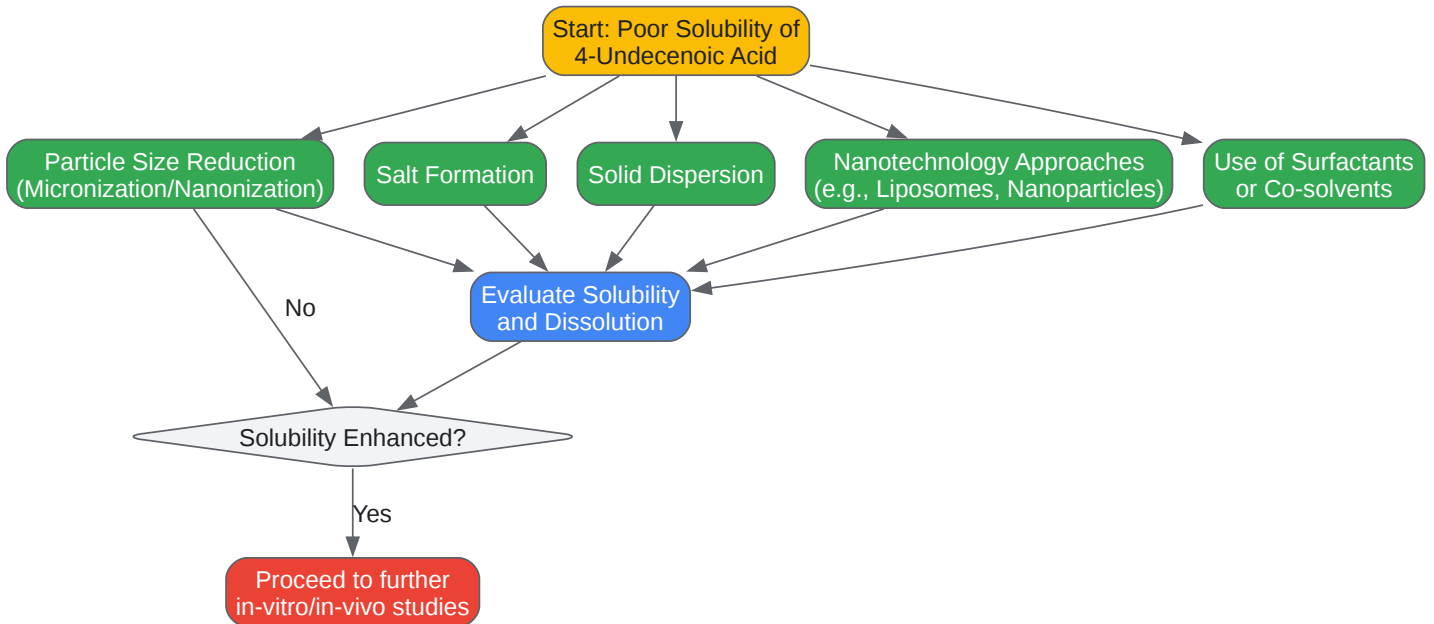 Start: Poor Solubility of
4-Undecenoic Acid
Particle Size Reduction
(Micronization/Nanonization)
Salt Formation
Solid Dispersion
Nanotechnology Approaches
(e.g., Liposomes, Nanoparticles)
Use of Surfactants
or Co-solvents
Evaluate Solubility
and Dissolution
No
Solubility Enhanced?
Yes
Proceed to further
in-vitro/in-vivo studies